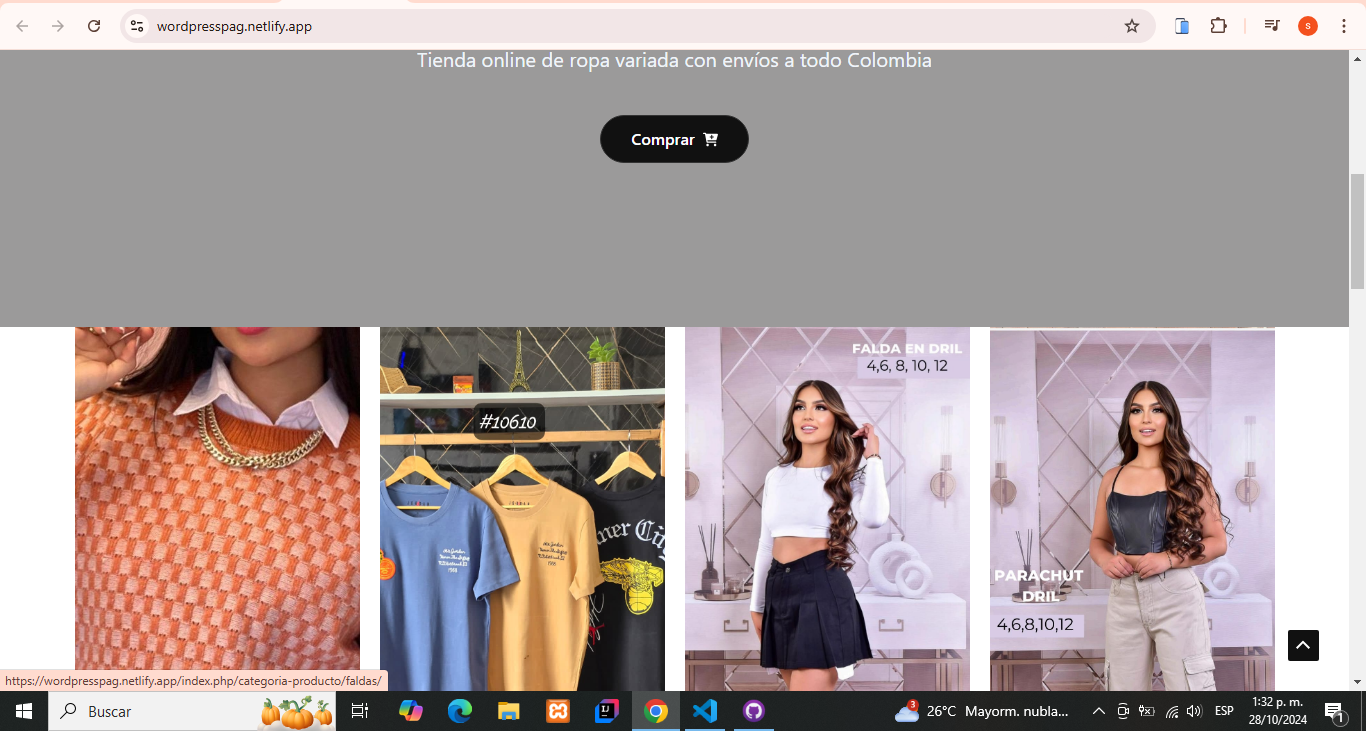 wordpresspag.netlify.app
s
Tienda online de ropa variada con envíos a todo Colombia
Comprar
#10610
FALDA EN DRIL
4,6, 8, 10, 12
ner City
PARACHUT
DRIL
4,6,8,10,12
https://wordpresspag.netlify.app/index.php/categoria-producto/faldas/
Buscar
3
26°C Mayorm. nubla...
ESP
1:32 p. m.
28/10/2024
1